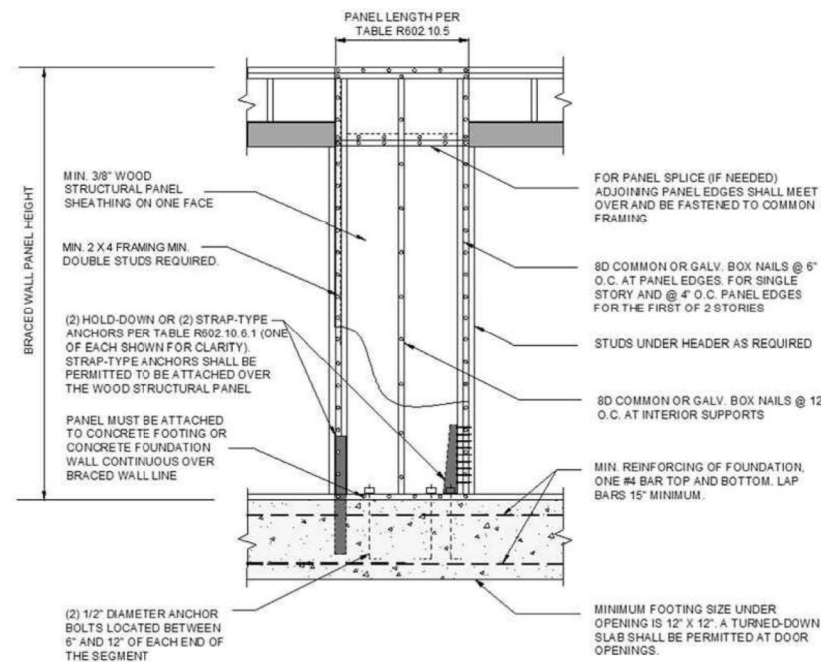 PANEL LENGTH PER
TABLE R602.10.5
BRACED WALL PANEL HEIGHT
MIN. 3/8" WOOD
STRUCTURAL PANEL
SHEATHING ON ONE FACE
MIN. 2 X 4 FRAMING MIN.
DOUBLE STUDS REQUIRED.
(2) HOLD-DOWN OR (2) STRAP-TYPE
ANCHORS PER TABLE R602.10.6.1 (ONE
OF EACH SHOWN FOR CLARITY).
STRAP-TYPE ANCHORS SHALL BE
PERMITTED TO BE ATTACHED OVER
THE WOOD STRUCTURAL PANEL
PANEL MUST BE ATTACHED
TO CONCRETE FOOTING OR
CONCRETE FOUNDATION
WALL CONTINUOUS OVER
BRACED WALL LINE
(2) 1/2" DIAMETER ANCHOR
BOLTS LOCATED BETWEEN
6" AND 12" OF EACH END OF
THE SEGMENT
FOR PANEL SPLICE (IF NEEDED)
ADJOINING PANEL EDGES SHALL MEET
OVER AND BE FASTENED TO COMMON
FRAMING
8D COMMON OR GALV. BOX NAILS @ 6"
O.C. AT PANEL EDGES. FOR SINGLE
STORY AND @ 4" O.C. PANEL EDGES
FOR THE FIRST OF 2 STORIES
STUDS UNDER HEADER AS REQUIRED
8D COMMON OR GALV. BOX NAILS @ 12
O.C. AT INTERIOR SUPPORTS
MIN. REINFORCING OF FOUNDATION,
ONE #4 BAR TOP AND BOTTOM. LAP
BARS 15" MINIMUM.
MINIMUM FOOTING SIZE UNDER
OPENING IS 12" X 12". A TURNED-DOWN
SLAB SHALL BE PERMITTED AT DOOR
OPENINGS.